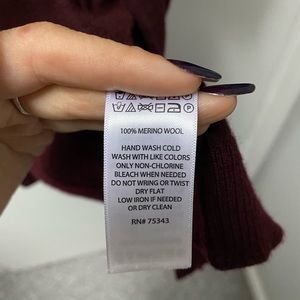 100% MERINO WOOL
HAND WASH COLD
WASH WITH LIKE COLORS
ONLY NON-CHLORINE
BLEACH WHEN NEEDED
DO NOT WRING OR TWIST
DRY FLAT
LOW IRON IF NEEDED
OR DRY CLEAN
RN# 75343